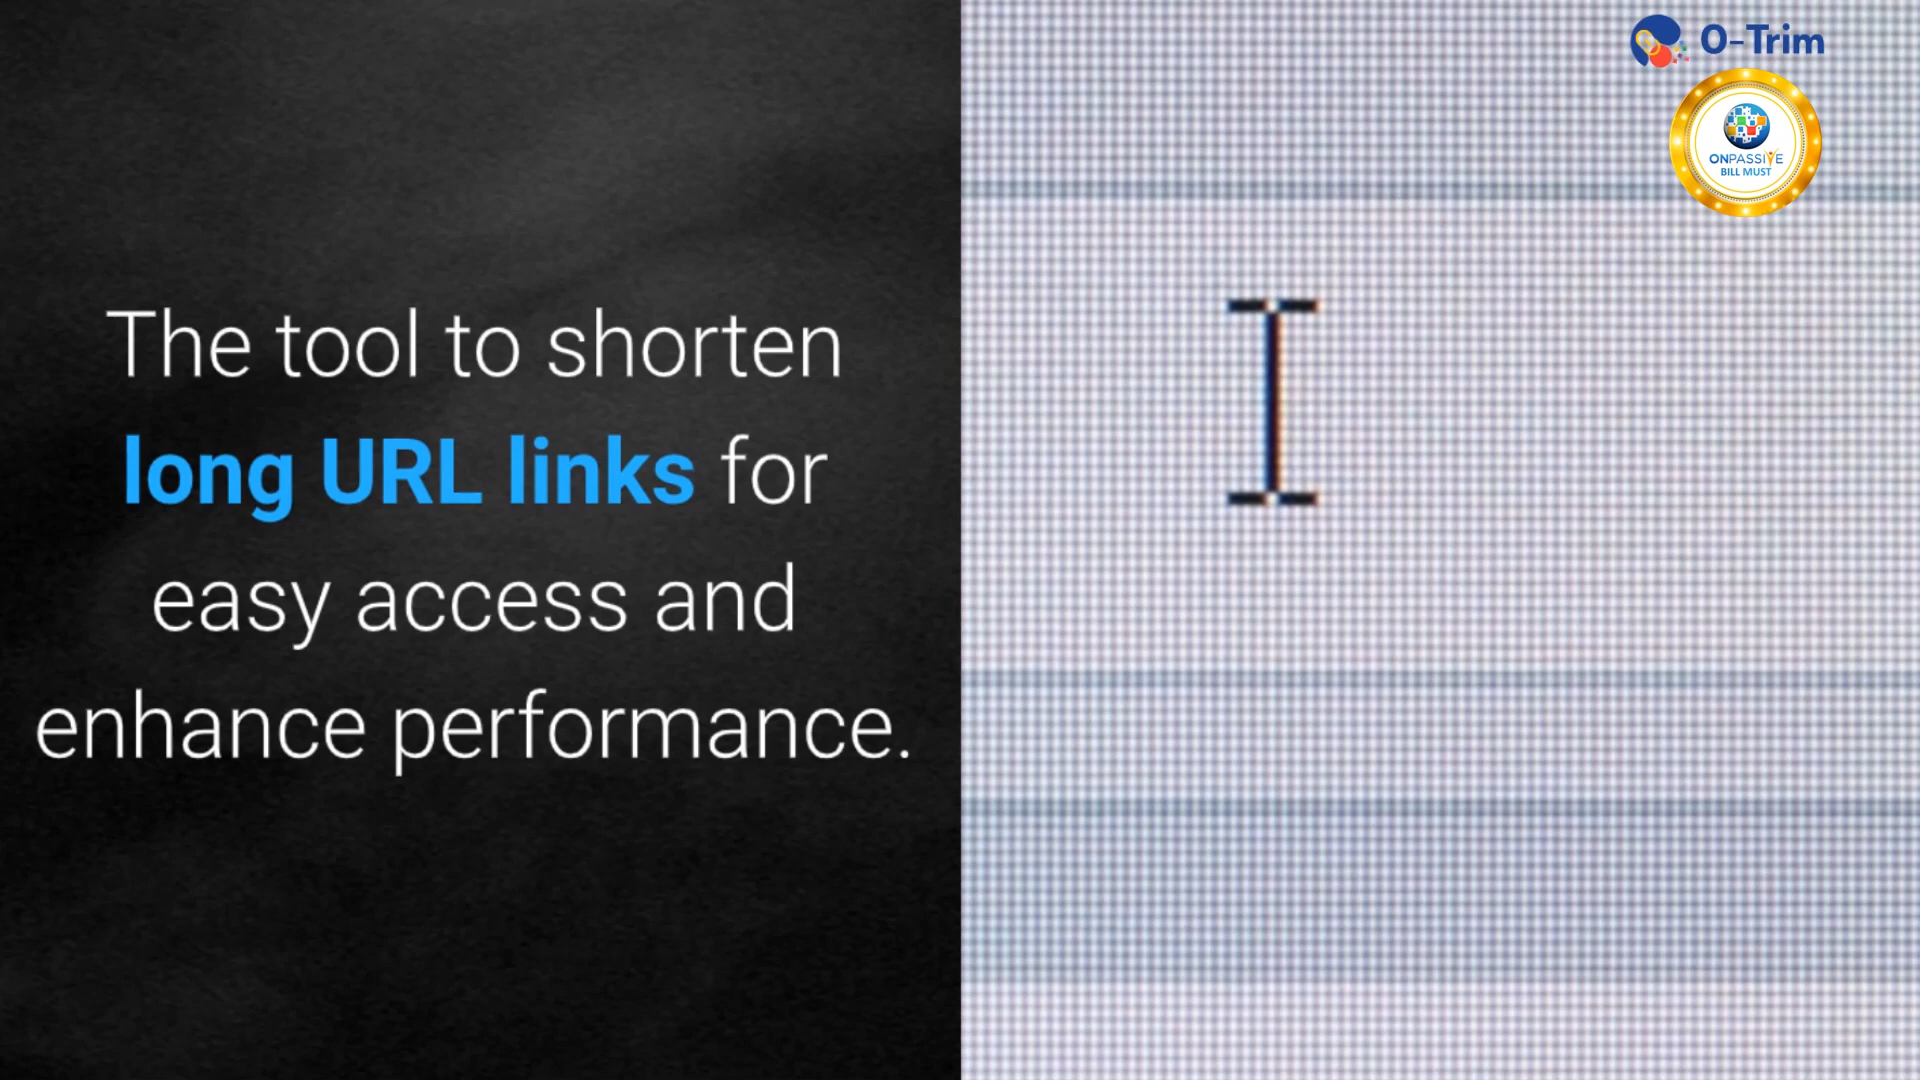 The tool to shorten
long URL links for
easy access and
enhance performance.
O-Trim
ONPASSIVE
BILL MUST